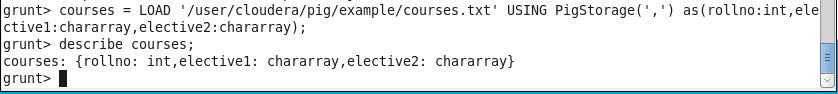 grunt> courses = LOAD '/user/cloudera/pig/example/courses.txt' USING PigStorage(',') as(rollno:int,ele
ctive1:chararray,elective2:chararray);
grunt> describe courses;
courses: {rollno: int,elective1: chararray,elective2: chararray}
grunt>